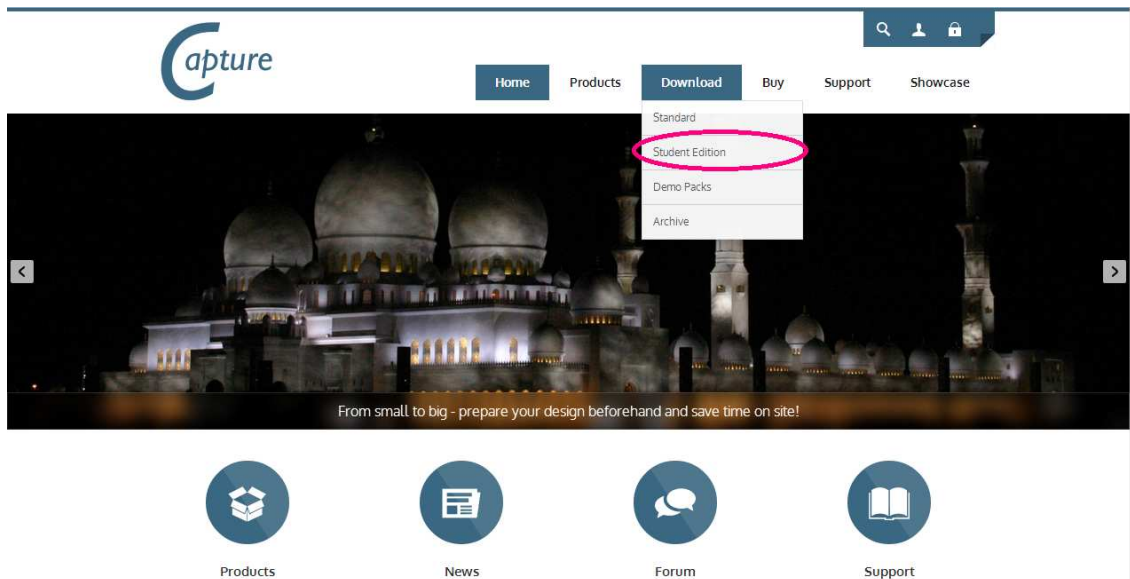 Capture
Home Products Download Buy Support Showcase
Standard
Student Edition
Demo Packs
Archive
From small to big - prepare your design beforehand and save time on site!
Products News Forum Support